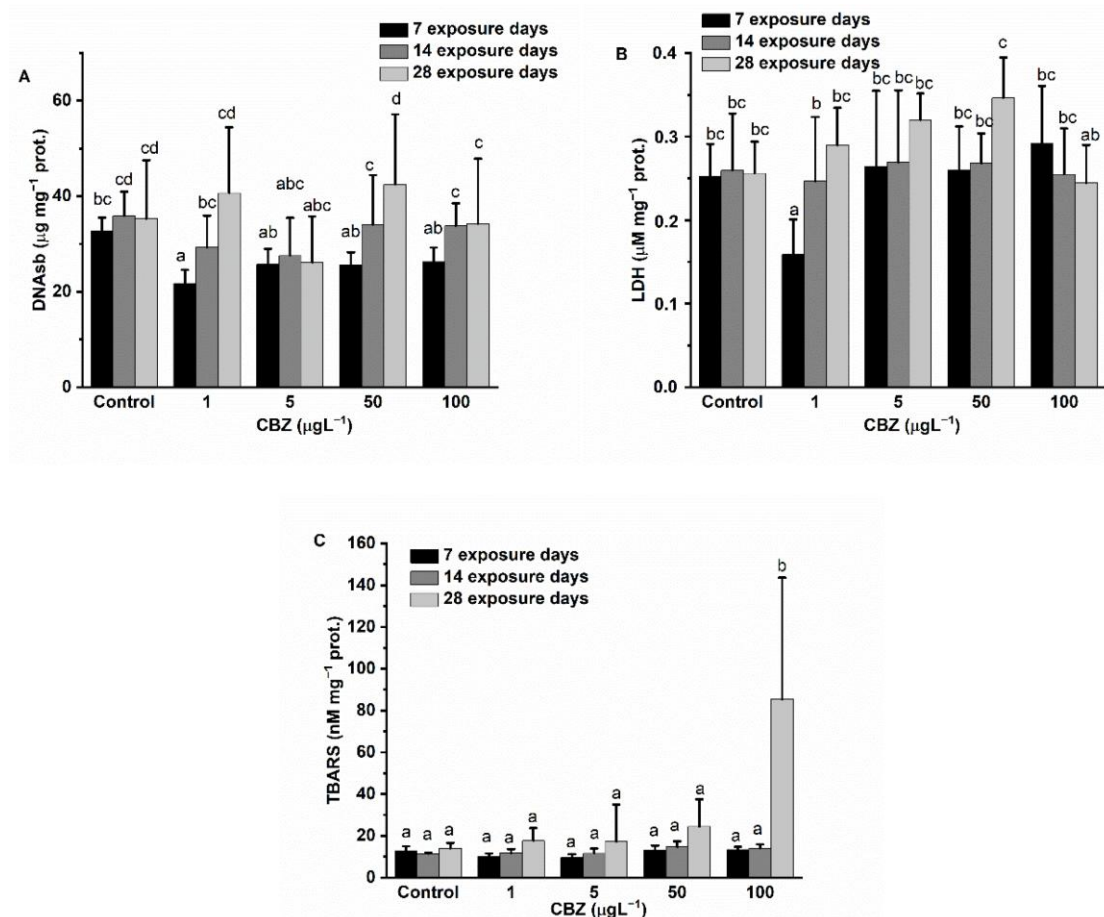 A
7 exposure days
14 exposure days
28 exposure days
DNAsb (µg mg⁻¹ prot.)
60
40
20
0
bc cd cd
a bc cd
ab abc abc
ab c d
ab c c
Control 1 5 50 100
CBZ (µgL⁻¹)
B
7 exposure days
14 exposure days
28 exposure days
LDH (µM mg⁻¹ prot.)
0.4
0.3
0.2
0.1
0.0
bc bc bc
a b bc
bc bc bc
bc bc c
bc bc ab
Control 1 5 50 100
CBZ (µgL⁻¹)
C
7 exposure days
14 exposure days
28 exposure days
TBARS (nM mg⁻¹ prot.)
160
140
120
100
80
60
40
20
0
a a a
a a a
a a a
a a a
a a b
Control 1 5 50 100
CBZ (µgL⁻¹)